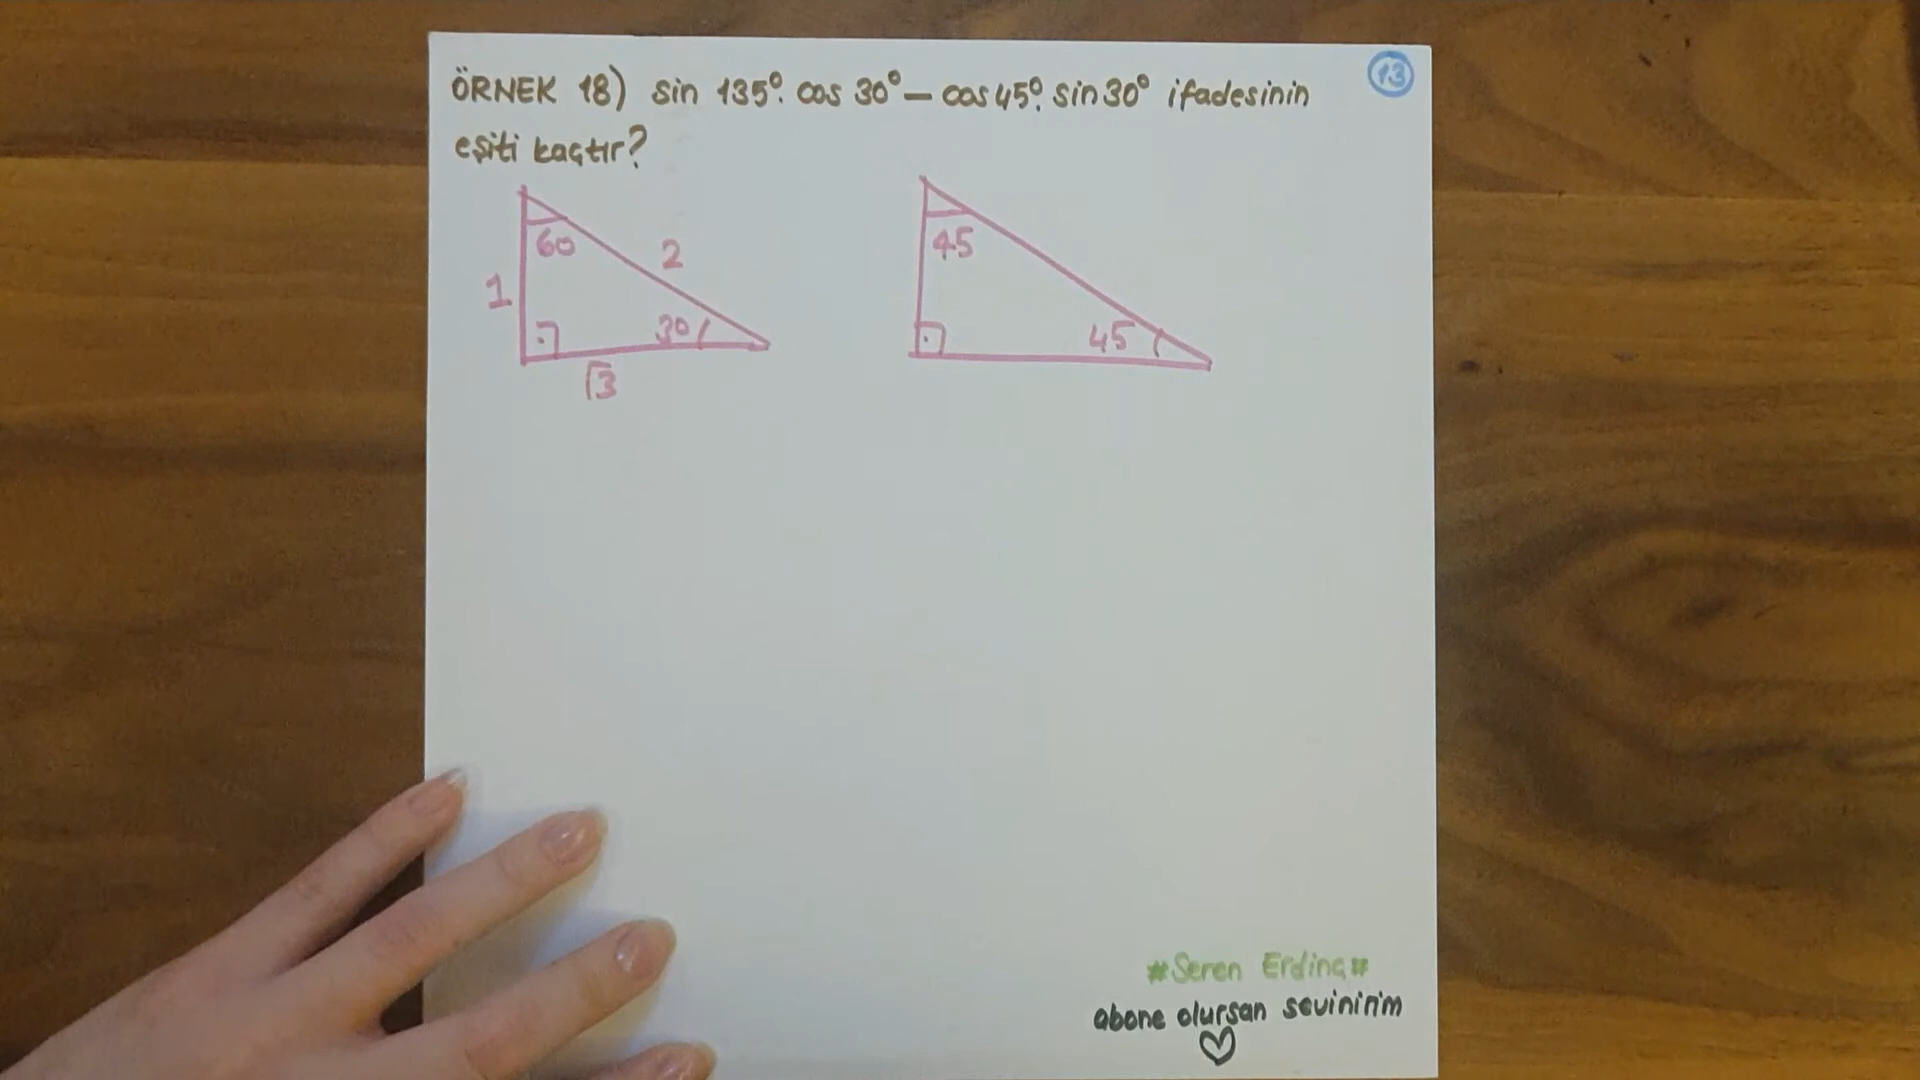 ÖRNEK 18) sin 135°. cos 30° – cos 45°. sin 30° ifadesinin
13
eşiti kaçtır?
60
2
1
30
√3
45
45
#Seren Erdinç#
abone olursan sevinirim